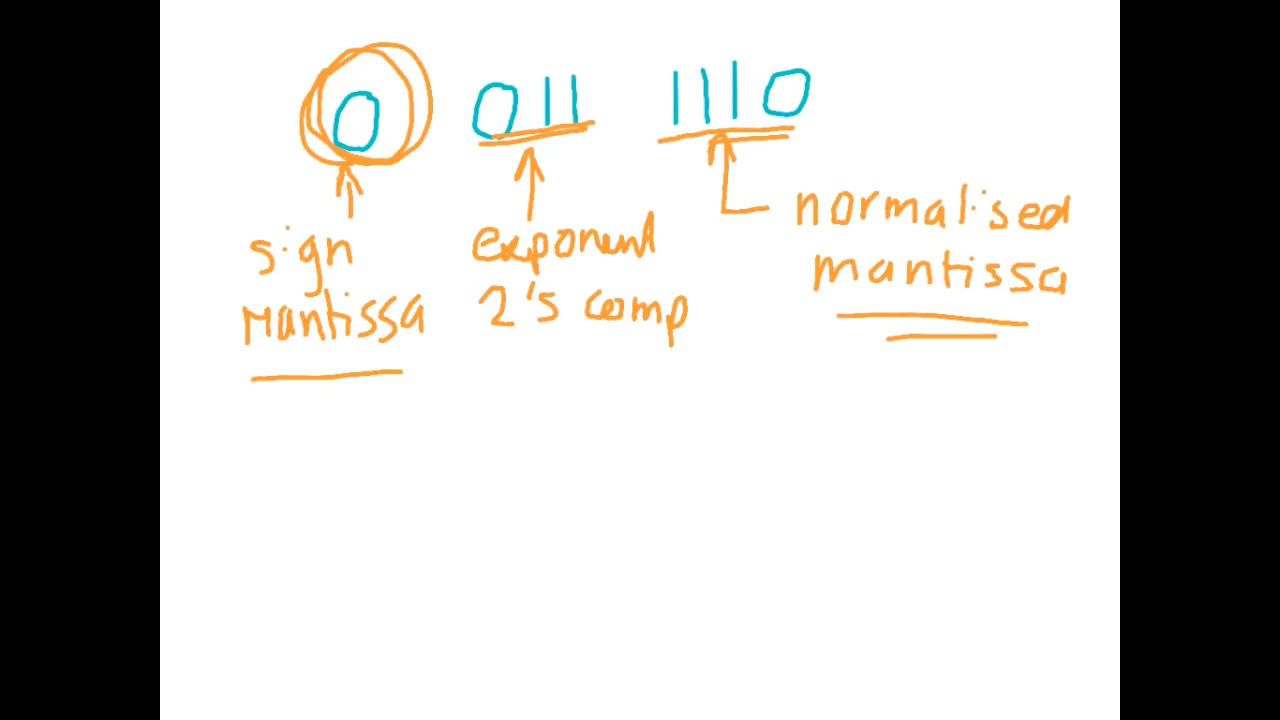 0 011 1110
sign
mantissa
exponent
2's comp
normalised
mantissa